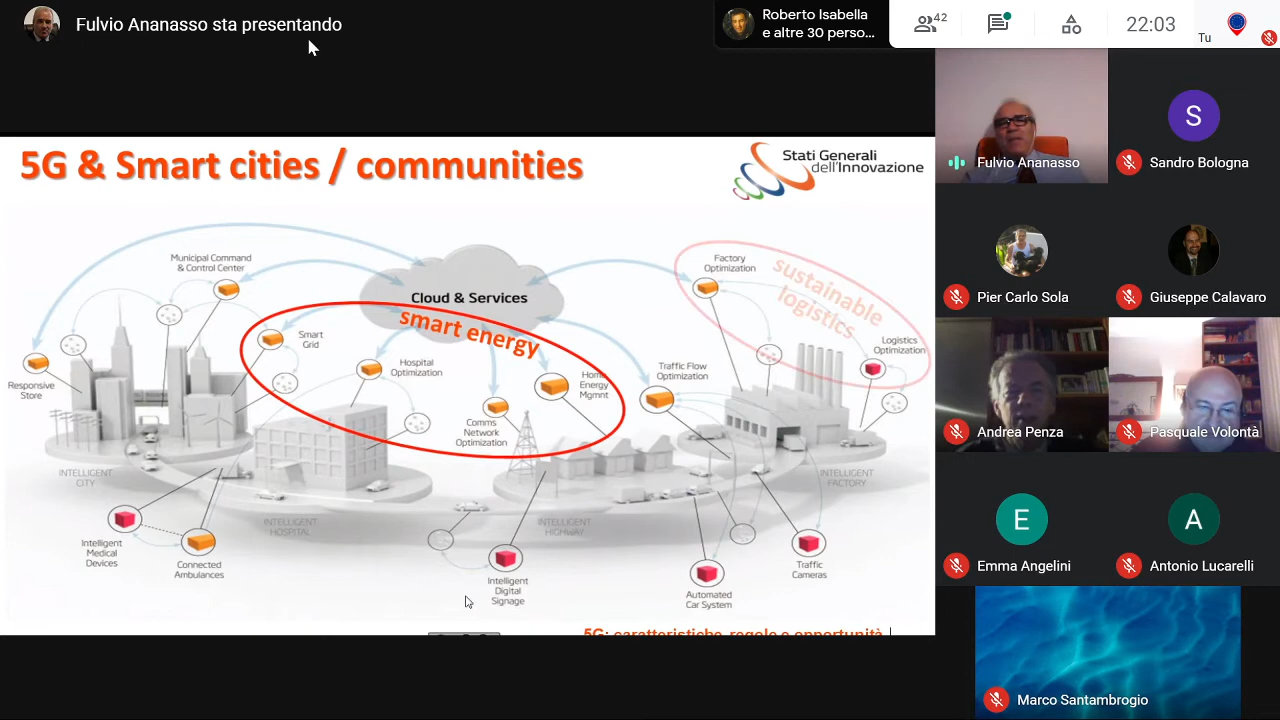 Fulvio Ananasso sta presentando
Roberto Isabella
e altre 30 perso...
42
22:03
Tu
5G & Smart cities / communities
Stati Generali
dell'Innovazione
Fulvio Ananasso
S
Sandro Bologna
Pier Carlo Sola
Giuseppe Calavaro
Andrea Penza
Pasquale Volontà
E
Emma Angelini
A
Antonio Lucarelli
Marco Santambrogio
Municipal Command
& Control Center
Cloud & Services
Factory
Optimization
sustainable
logistics
smart energy
Smart
Grid
Hospital
Optimization
Home
Energy
Mgmnt
Traffic Flow
Optimization
Logistics
Optimization
Responsive
Store
Comms
Network
Optimization
INTELLIGENT
CITY
INTELLIGENT
HOSPITAL
INTELLIGENT
HIGHWAY
INTELLIGENT
FACTORY
Intelligent
Medical
Devices
Connected
Ambulances
Intelligent
Digital
Signage
Automated
Car System
Traffic
Cameras
5G: caratteristiche, regole e opportunità